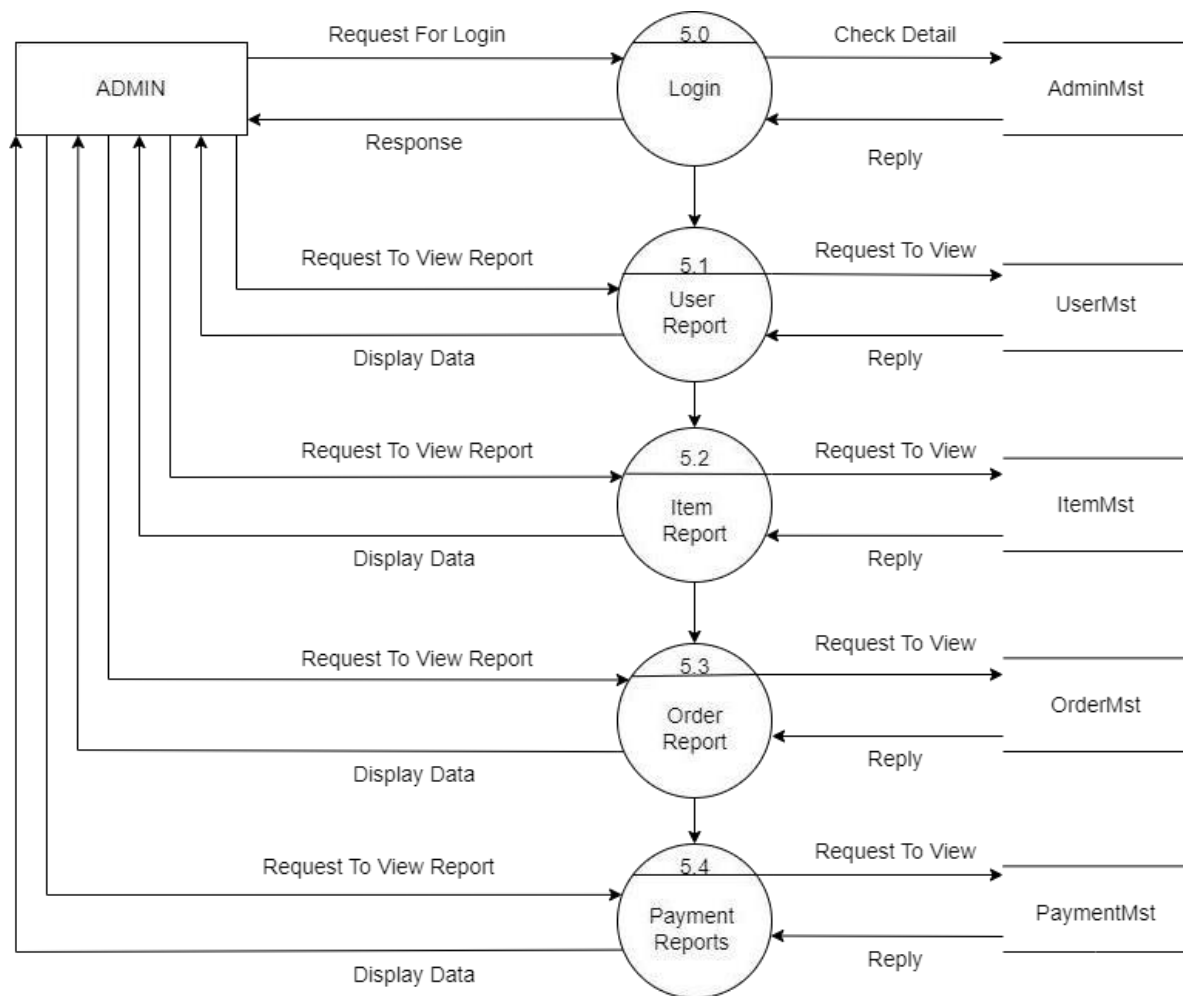 Request For Login
5.0
Check Detail
ADMIN
Login
AdminMst
Response
Reply
Request To View Report
5.1
Request To View
User
Report
UserMst
Display Data
Reply
Request To View Report
5.2
Request To View
Item
Report
ItemMst
Display Data
Reply
Request To View Report
5.3
Request To View
Order
Report
OrderMst
Display Data
Reply
Request To View Report
5.4
Request To View
Payment
Reports
PaymentMst
Display Data
Reply